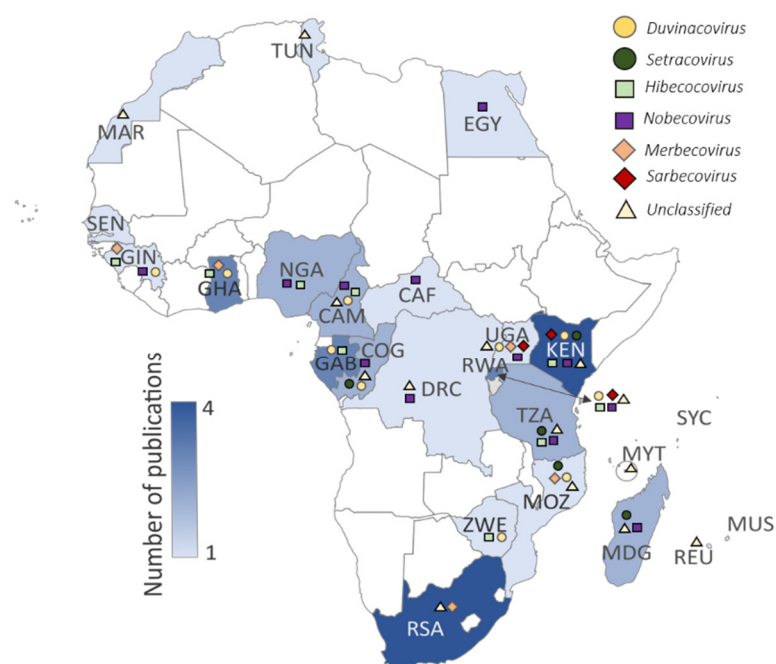 Duvinacovirus
Setracovirus
Hibecocovirus
Nobecovirus
Merbecovirus
Sarbecovirus
Unclassified
TUN
MAR
EGY
SEN
GIN
GHA
NGA
CAM
CAF
GAB
COG
DRC
UGA
RWA
KEN
TZA
SYC
MYT
MOZ
ZWE
MDG
REU
MUS
RSA
Number of publications
4
1